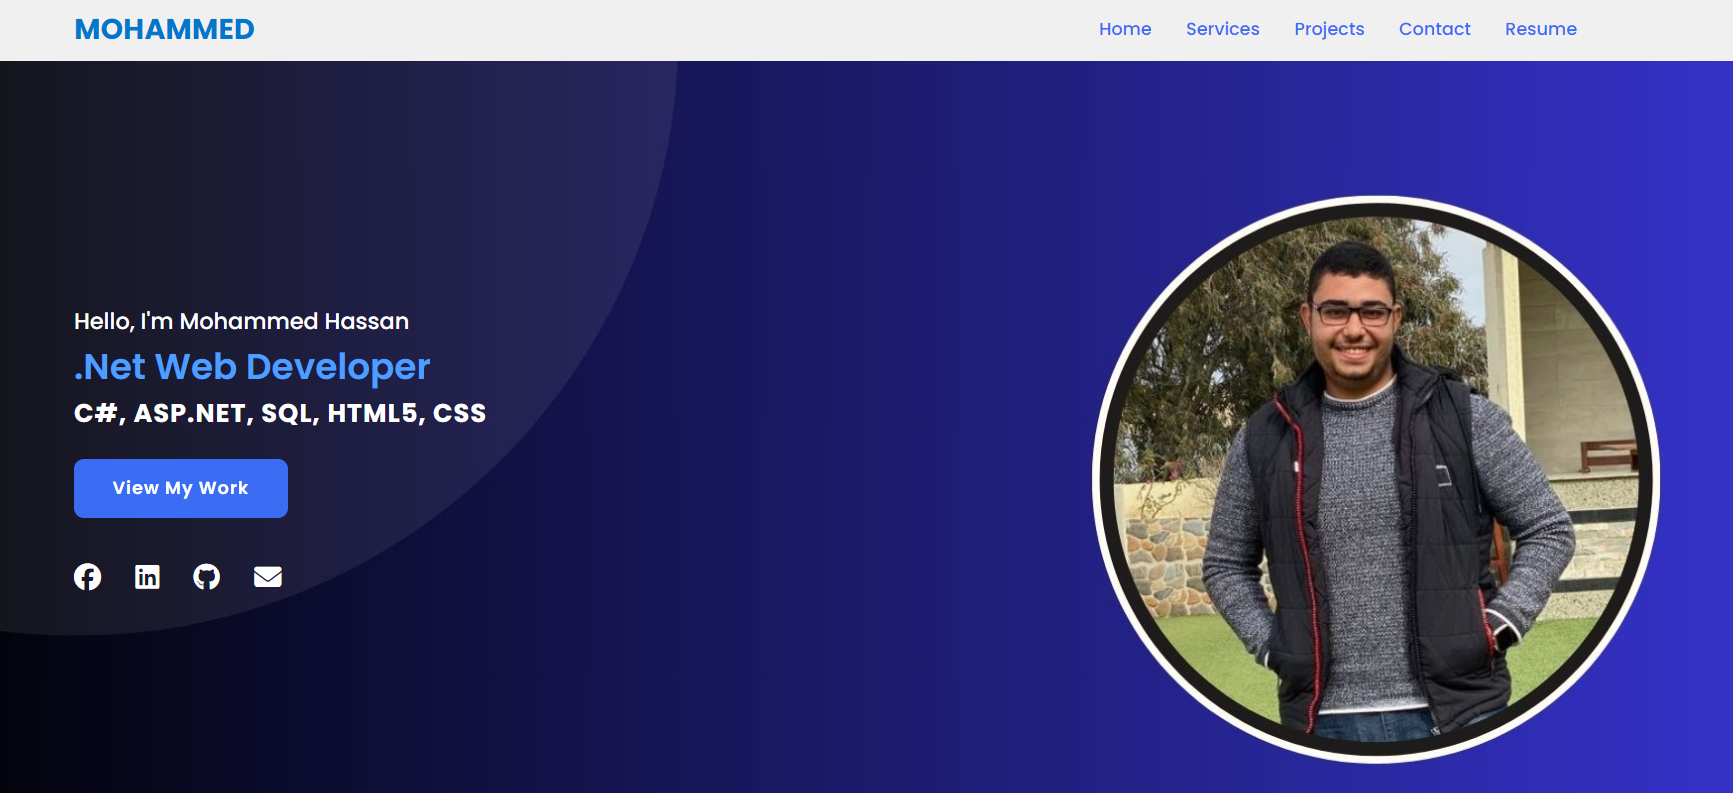 MOHAMMED
Home Services Projects Contact Resume
Hello, I'm Mohammed Hassan
.Net Web Developer
C#, ASP.NET, SQL, HTML5, CSS
View My Work